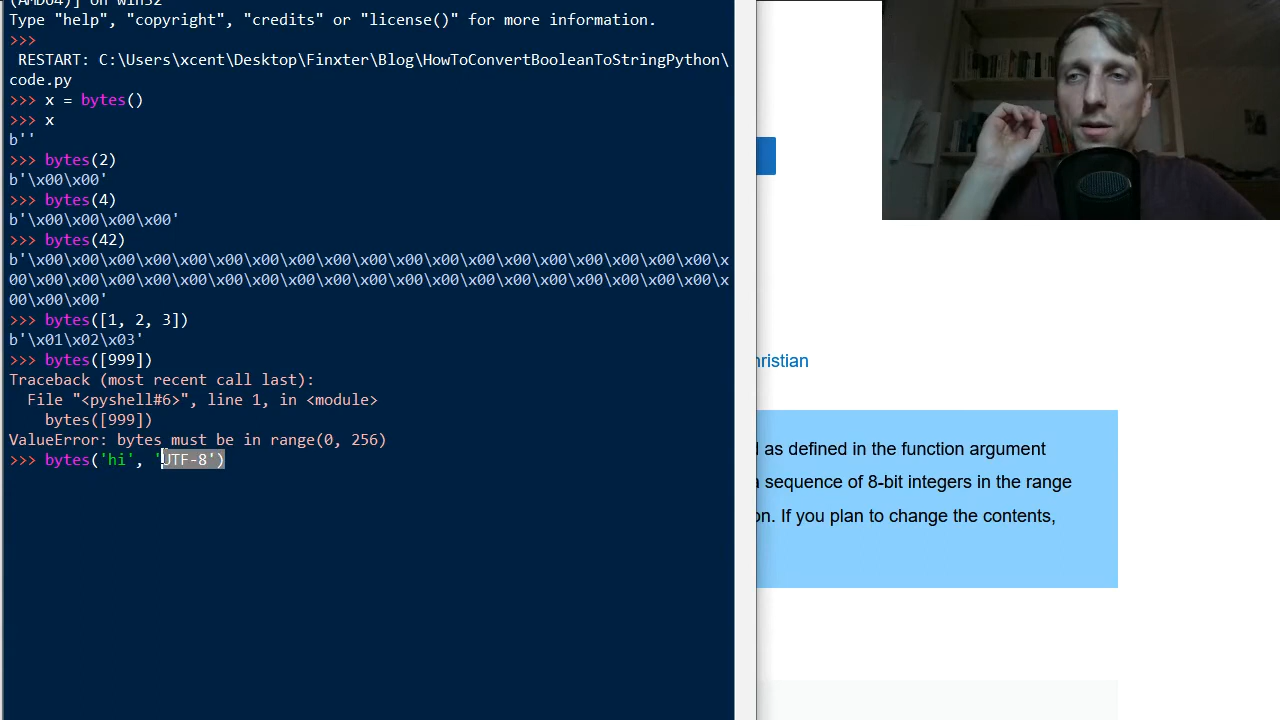 (AMD64)] on win32
Type "help", "copyright", "credits" or "license()" for more information.
>>>
RESTART: C:\Users\xcent\Desktop\Finxter\Blog\HowToConvertBooleanToStringPython\
code.py
>>> x = bytes()
>>> x
b''
>>> bytes(2)
b'\x00\x00'
>>> bytes(4)
b'\x00\x00\x00\x00'
>>> bytes(42)
b'\x00\x00\x00\x00\x00\x00\x00\x00\x00\x00\x00\x00\x00\x00\x00\x00\x00\x00\x00\x
00\x00\x00\x00\x00\x00\x00\x00\x00\x00\x00\x00\x00\x00\x00\x00\x00\x00\x00\x00\x
00\x00\x00'
>>> bytes([1, 2, 3])
b'\x01\x02\x03'
>>> bytes([999])
Traceback (most recent call last):
File "<pyshell#6>", line 1, in <module>
bytes([999])
ValueError: bytes must be in range(0, 256)
>>> bytes('hi', 'UTF-8')
hristian
d as defined in the function argument
a sequence of 8-bit integers in the range
on. If you plan to change the contents,